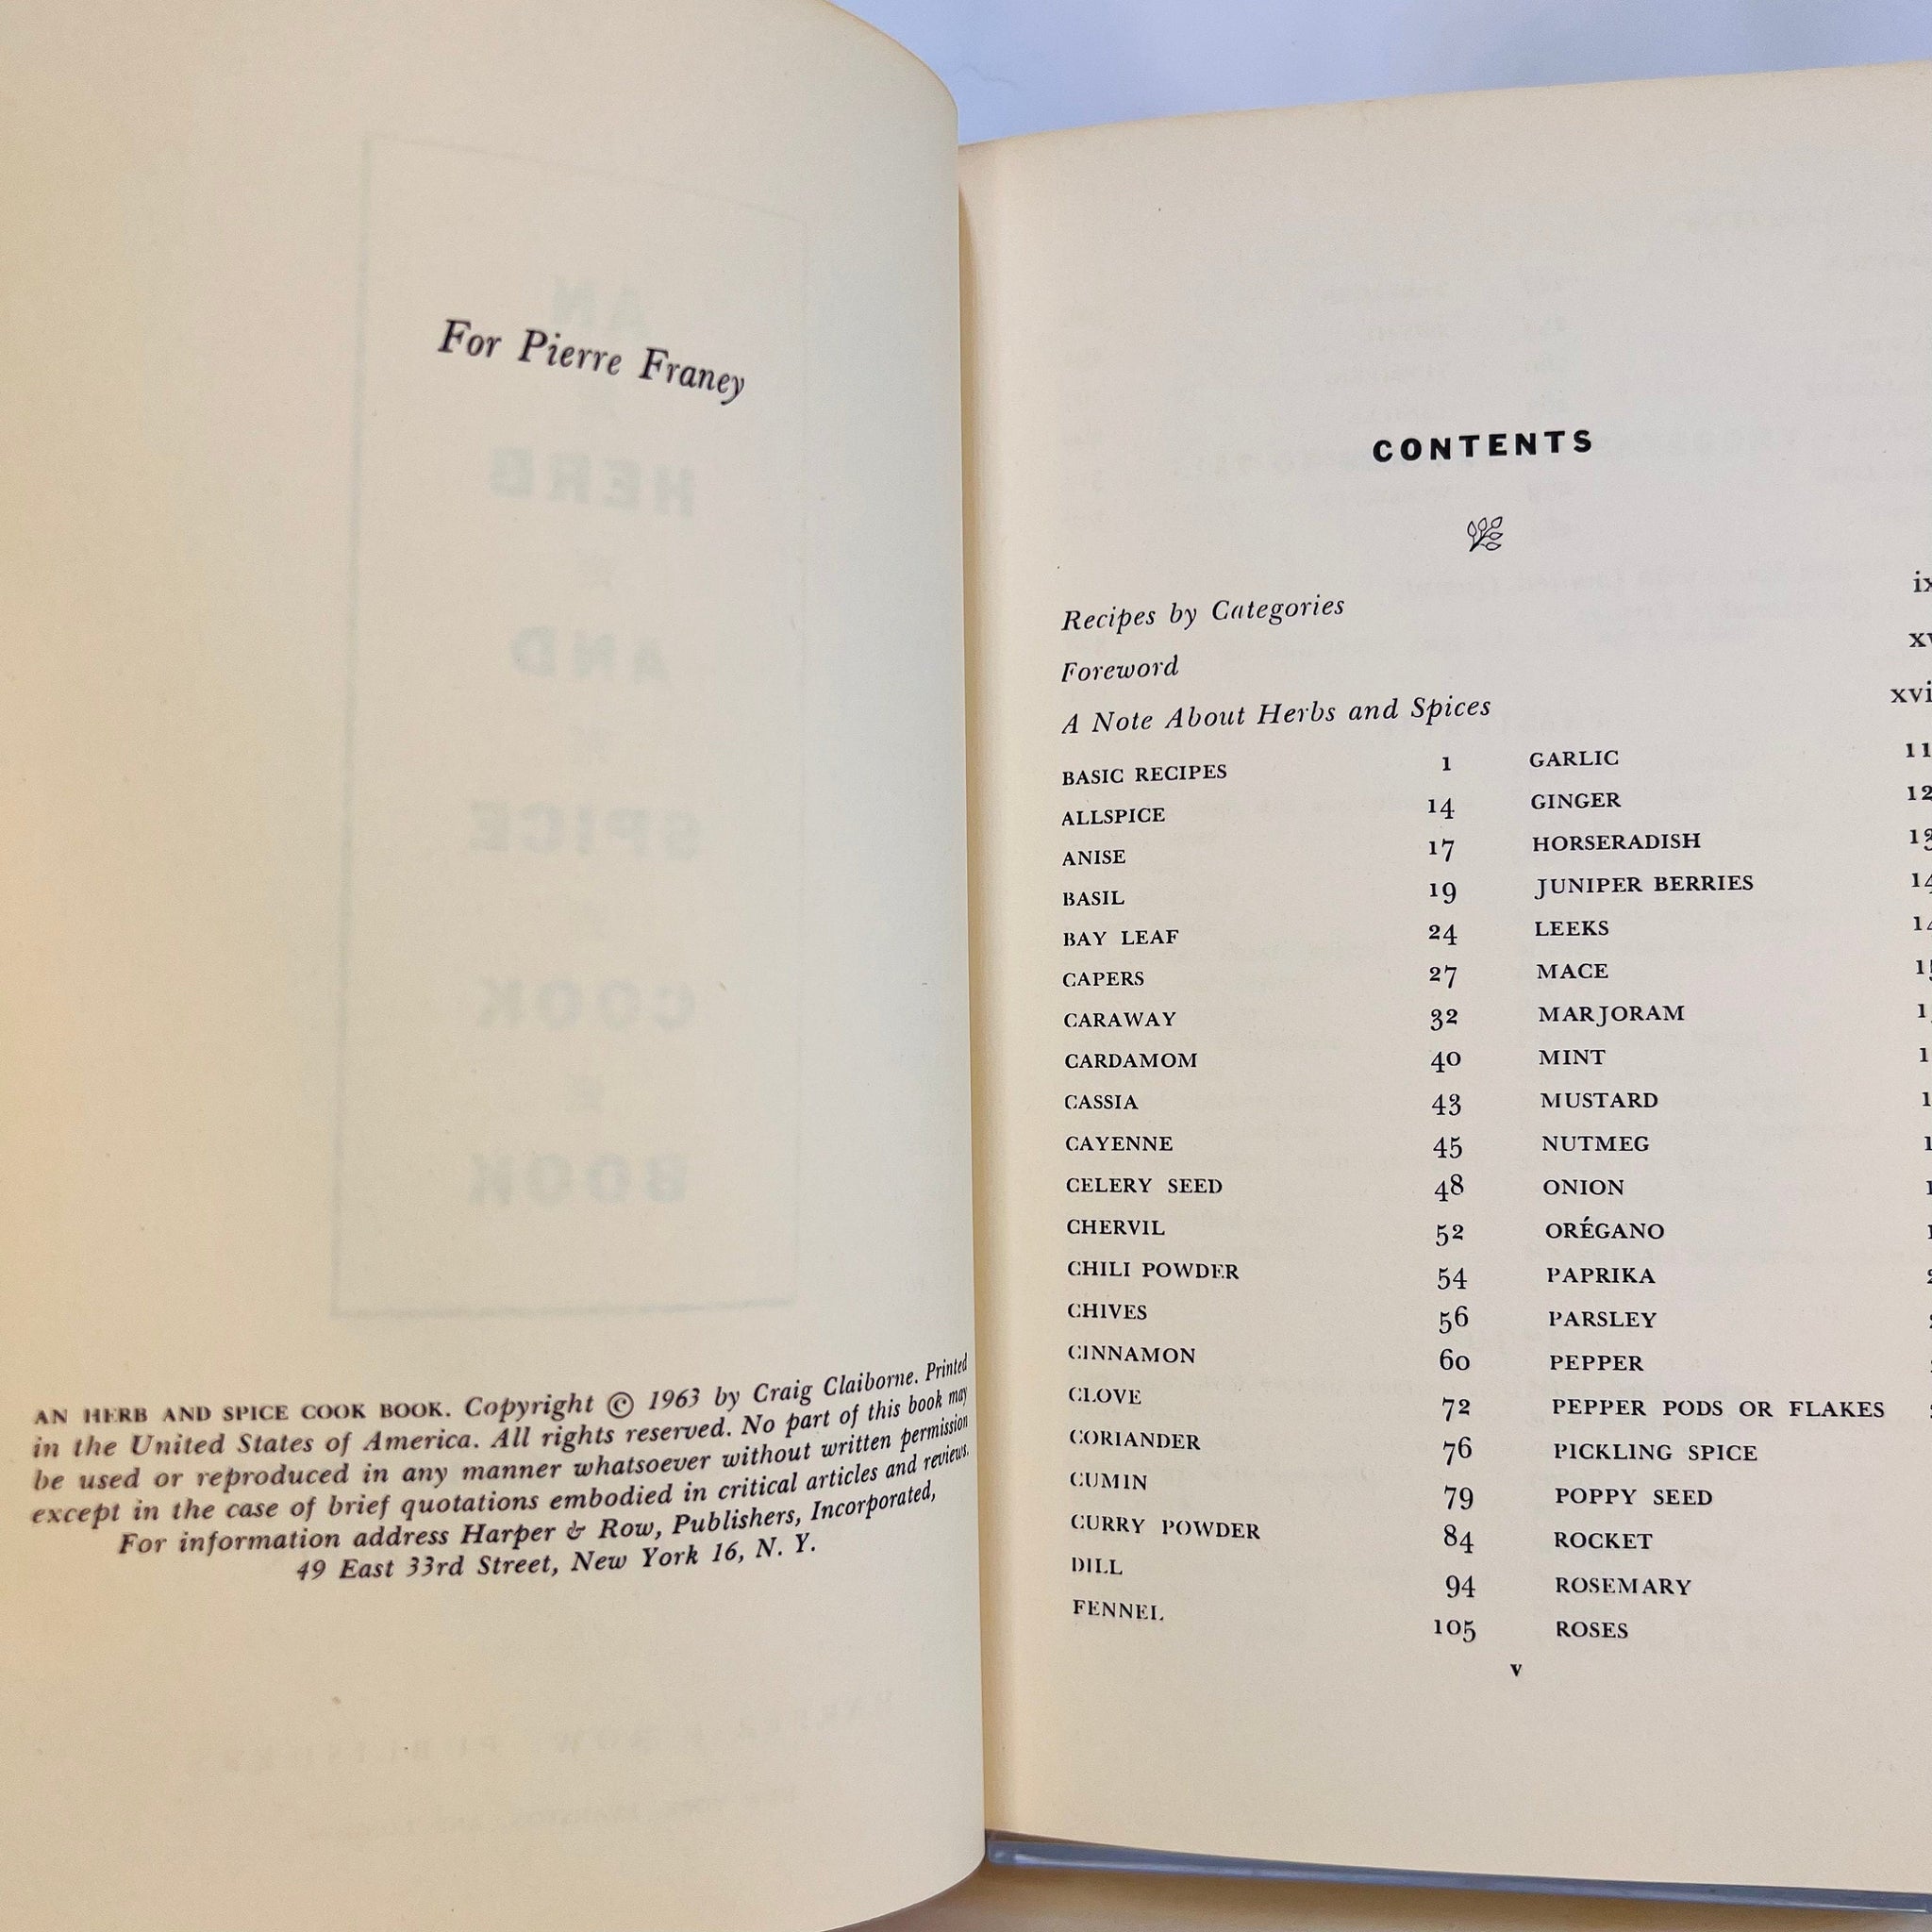 For Pierre Franey
AN HERB AND SPICE COOK BOOK. Copyright © 1963 by Craig Claiborne. Printed
in the United States of America. All rights reserved. No part of this book may
be used or reproduced in any manner whatsoever without written permission
except in the case of brief quotations embodied in critical articles and reviews.
For information address Harper & Row, Publishers, Incorporated,
49 East 33rd Street, New York 16, N. Y.
CONTENTS
Recipes by Categories
Foreword
A Note About Herbs and Spices
BASIC RECIPES 1
ALLSPICE 14
ANISE 17
BASIL 19
BAY LEAF 24
CAPERS 27
CARAWAY 32
CARDAMOM 40
CASSIA 43
CAYENNE 45
CELERY SEED 48
CHERVIL 52
CHILI POWDER 54
CHIVES 56
CINNAMON 60
CLOVE 72
CORIANDER 76
CUMIN 79
CURRY POWDER 84
DILL 94
FENNEL 105
GARLIC
GINGER
HORSERADISH
JUNIPER BERRIES
LEEKS
MACE
MARJORAM
MINT
MUSTARD
NUTMEG
ONION
ORÉGANO
PAPRIKA
PARSLEY
PEPPER
PEPPER PODS OR FLAKES
PICKLING SPICE
POPPY SEED
ROCKET
ROSEMARY
ROSES
v